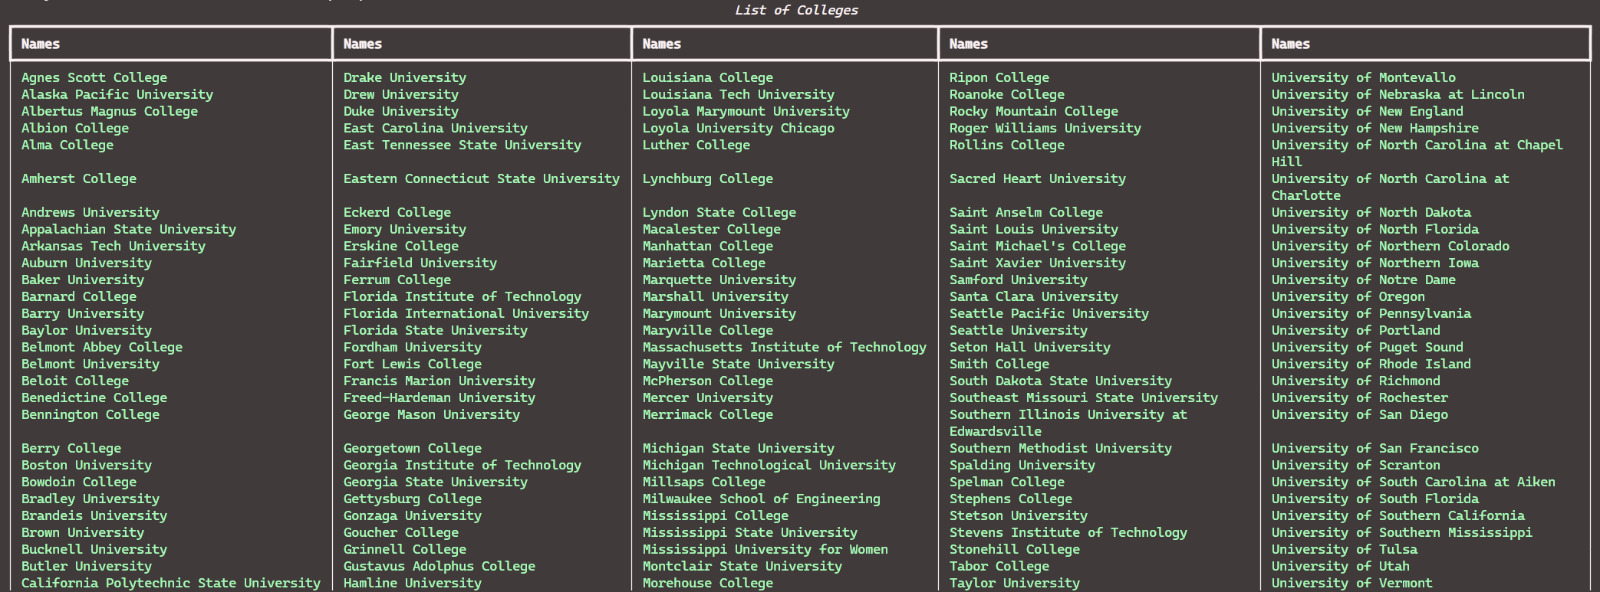 List of Colleges
Names Names Names Names Names
Agnes Scott College Drake University Louisiana College Ripon College University of Montevallo
Alaska Pacific University Drew University Louisiana Tech University Roanoke College University of Nebraska at Lincoln
Albertus Magnus College Duke University Loyola Marymount University Rocky Mountain College University of New England
Albion College East Carolina University Loyola University Chicago Roger Williams University University of New Hampshire
Alma College East Tennessee State University Luther College Rollins College University of North Carolina at Chapel
Hill
Amherst College Eastern Connecticut State University Lynchburg College Sacred Heart University University of North Carolina at
Charlotte
Andrews University Eckerd College Lyndon State College Saint Anselm College University of North Dakota
Appalachian State University Emory University Macalester College Saint Louis University University of North Florida
Arkansas Tech University Erskine College Manhattan College Saint Michael's College University of Northern Colorado
Auburn University Fairfield University Marietta College Saint Xavier University University of Northern Iowa
Baker University Ferrum College Marquette University Samford University University of Notre Dame
Barnard College Florida Institute of Technology Marshall University Santa Clara University University of Oregon
Barry University Florida International University Marymount University Seattle Pacific University University of Pennsylvania
Baylor University Florida State University Maryville College Seattle University University of Portland
Belmont Abbey College Fordham University Massachusetts Institute of Technology Seton Hall University University of Puget Sound
Belmont University Fort Lewis College Mayville State University Smith College University of Rhode Island
Beloit College Francis Marion University McPherson College South Dakota State University University of Richmond
Benedictine College Freed-Hardeman University Mercer University Southeast Missouri State University University of Rochester
Bennington College George Mason University Merrimack College Southern Illinois University at University of San Diego
Edwardsville
Berry College Georgetown College Michigan State University Southern Methodist University University of San Francisco
Boston University Georgia Institute of Technology Michigan Technological University Spalding University University of Scranton
Bowdoin College Georgia State University Millsaps College Spelman College University of South Carolina at Aiken
Bradley University Gettysburg College Milwaukee School of Engineering Stephens College University of South Florida
Brandeis University Gonzaga University Mississippi College Stetson University University of Southern California
Brown University Goucher College Mississippi State University Stevens Institute of Technology University of Southern Mississippi
Bucknell University Grinnell College Mississippi University for Women Stonehill College University of Tulsa
Butler University Gustavus Adolphus College Montclair State University Tabor College University of Utah
California Polytechnic State University Hamline University Morehouse College Taylor University University of Vermont